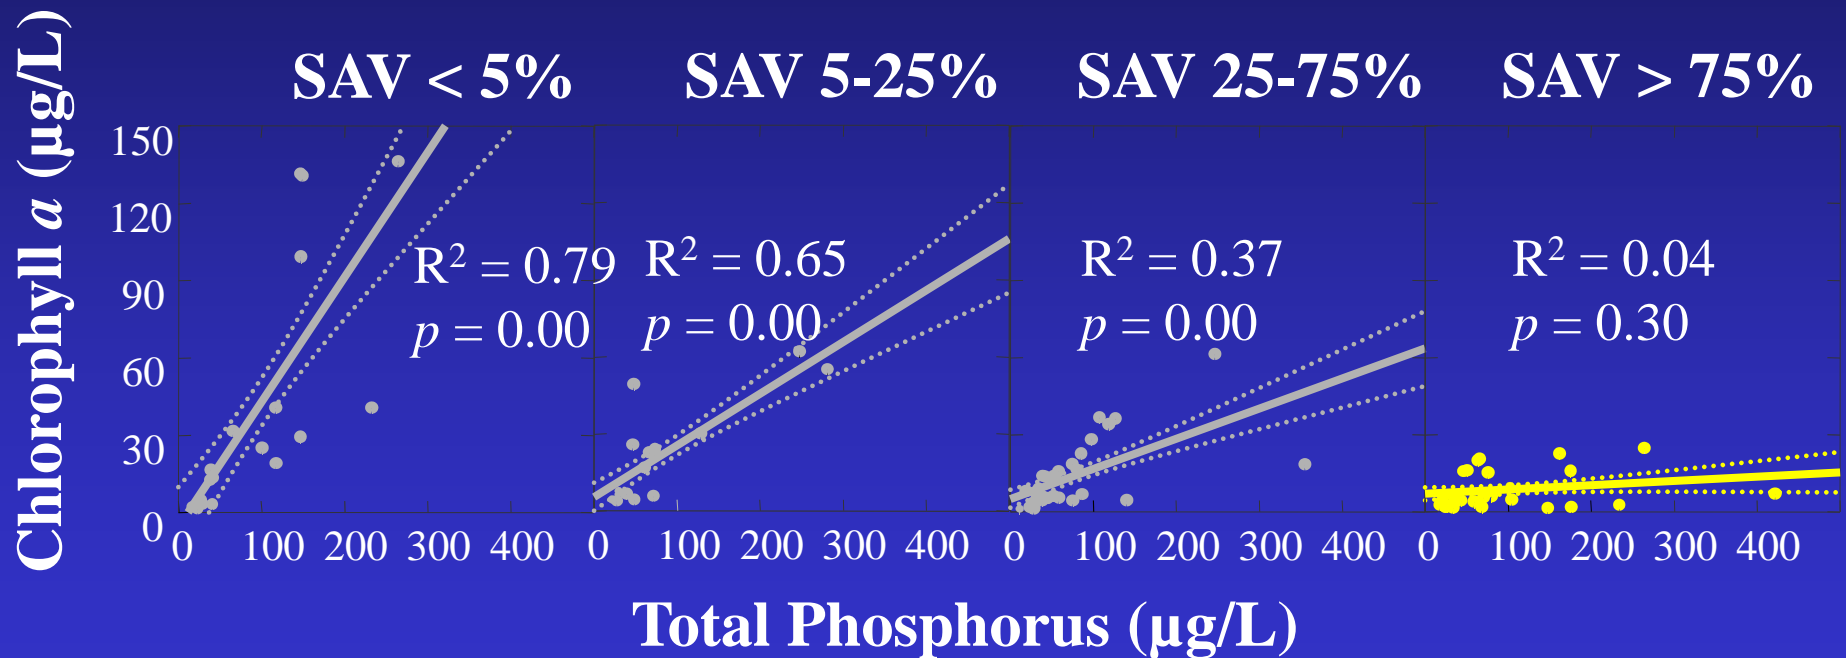 SAV < 5%
SAV 5-25%
SAV 25-75%
SAV > 75%
Chlorophyll a (µg/L)
150
120
90
60
30
0
R² = 0.79
p = 0.00
R² = 0.65
p = 0.00
R² = 0.37
p = 0.00
R² = 0.04
p = 0.30
0 100 200 300 400
0 100 200 300 400
0 100 200 300 400
0 100 200 300 400
Total Phosphorus (µg/L)